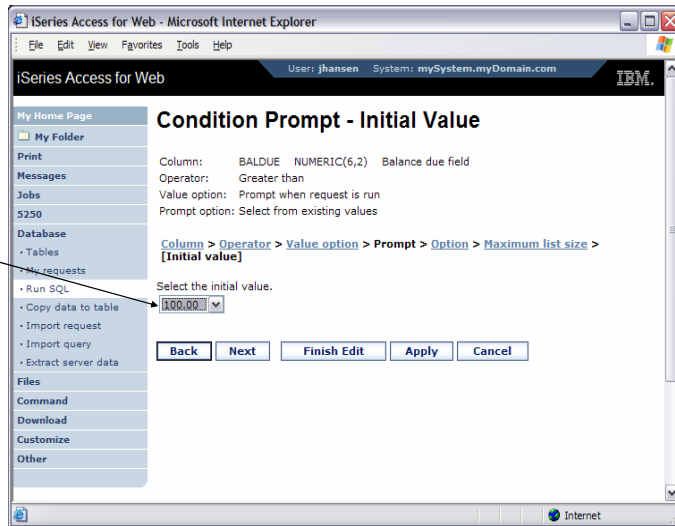 iSeries Access for Web - Microsoft Internet Explorer
File Edit View Favorites Tools Help
iSeries Access for Web
User: jhansen System: mySystem.myDomain.com
IBM.
My Home Page
My Folder
Print
Messages
Jobs
5250
Database
• Tables
• My requests
• Run SQL
• Copy data to table
• Import request
• Import query
• Extract server data
Files
Command
Download
Customize
Other
Condition Prompt - Initial Value
Column: BALDUE NUMERIC(6,2) Balance due field
Operator: Greater than
Value option: Prompt when request is run
Prompt option: Select from existing values
Column > Operator > Value option > Prompt > Option > Maximum list size >
[Initial value]
Select the initial value.
100.00
Back Next Finish Edit Apply Cancel
Internet